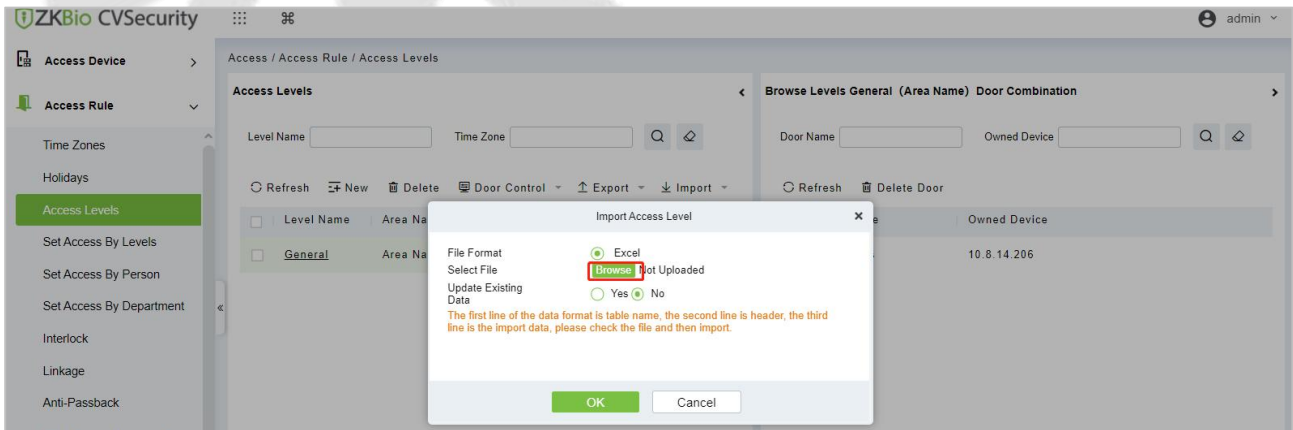 ZKBio CVSecurity
admin
Access Device
Access Rule
Time Zones
Holidays
Access Levels
Set Access By Levels
Set Access By Person
Set Access By Department
Interlock
Linkage
Anti-Passback
Access / Access Rule / Access Levels
Access Levels
Level Name Time Zone
Refresh New Delete Door Control Export Import
Level Name Area Na
General Area Na
Browse Levels General (Area Name) Door Combination
Door Name Owned Device
Refresh Delete Door
Owned Device
10.8.14.206
Import Access Level
File Format Excel
Select File Browse Not Uploaded
Update Existing
Data Yes No
The first line of the data format is table name, the second line is header, the third
line is the import data, please check the file and then import.
OK Cancel